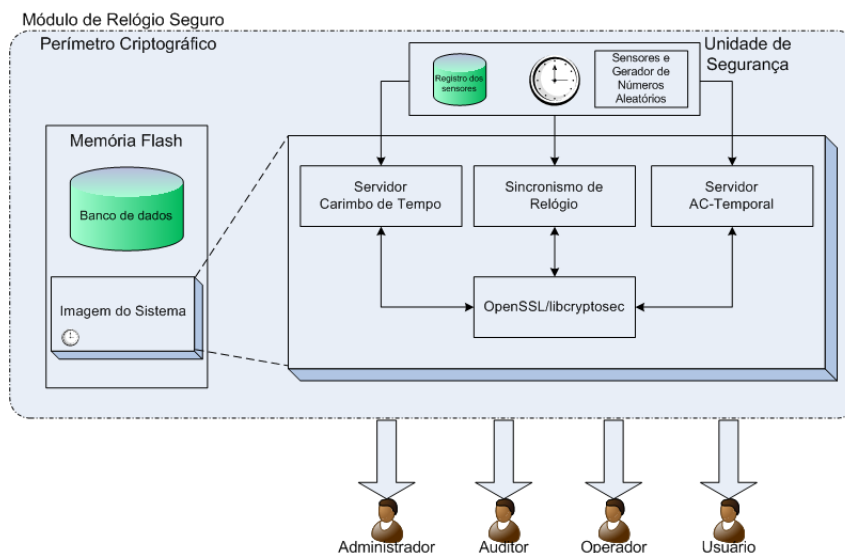 Módulo de Relógio Seguro
Perímetro Criptográfico
Unidade de
Segurança
Registro dos
sensores
Sensores e
Gerador de
Números
Aleatórios
Memória Flash
Banco de dados
Imagem do Sistema
Servidor
Carimbo de Tempo
Sincronismo de
Relógio
Servidor
AC-Temporal
OpenSSL/libcryptosec
Administrador
Auditor
Operador
Usuário